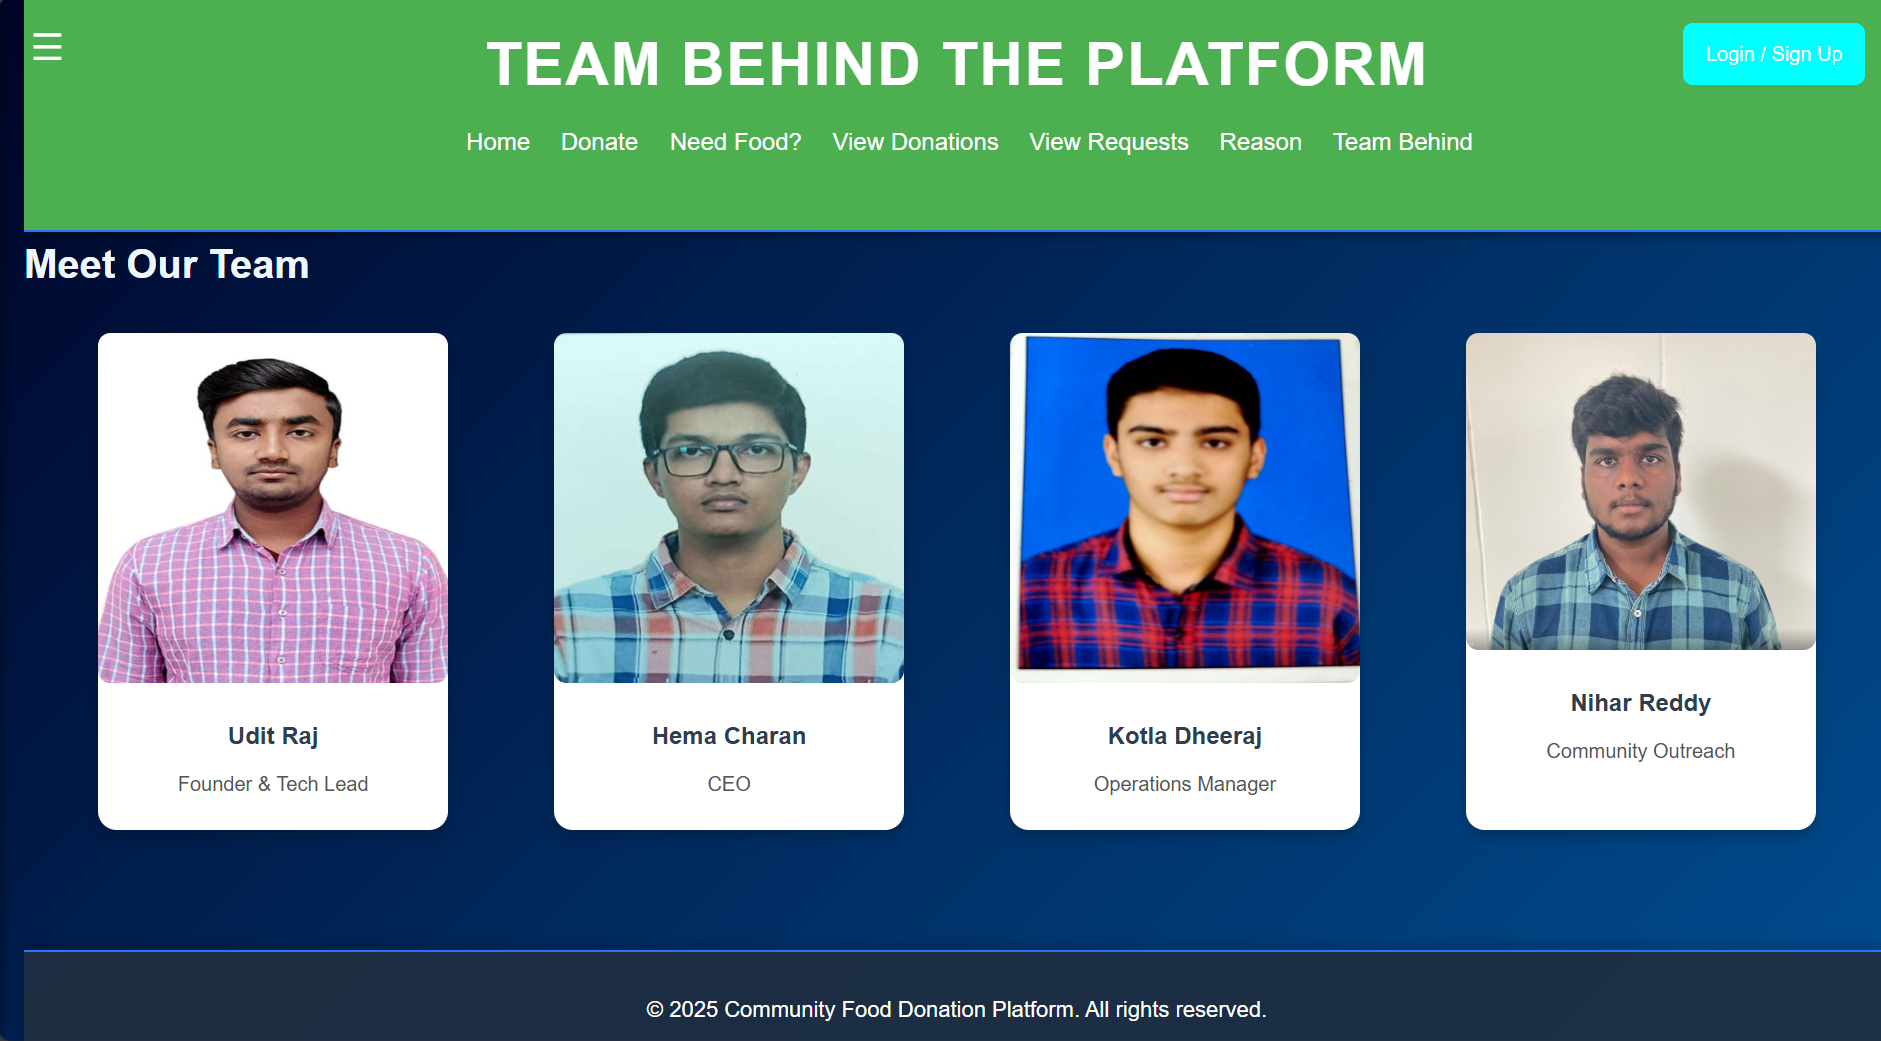 ☰
TEAM BEHIND THE PLATFORM
Login / Sign Up
Home Donate Need Food? View Donations View Requests Reason Team Behind
Meet Our Team
Udit Raj
Founder & Tech Lead
Hema Charan
CEO
Kotla Dheeraj
Operations Manager
Nihar Reddy
Community Outreach
© 2025 Community Food Donation Platform. All rights reserved.